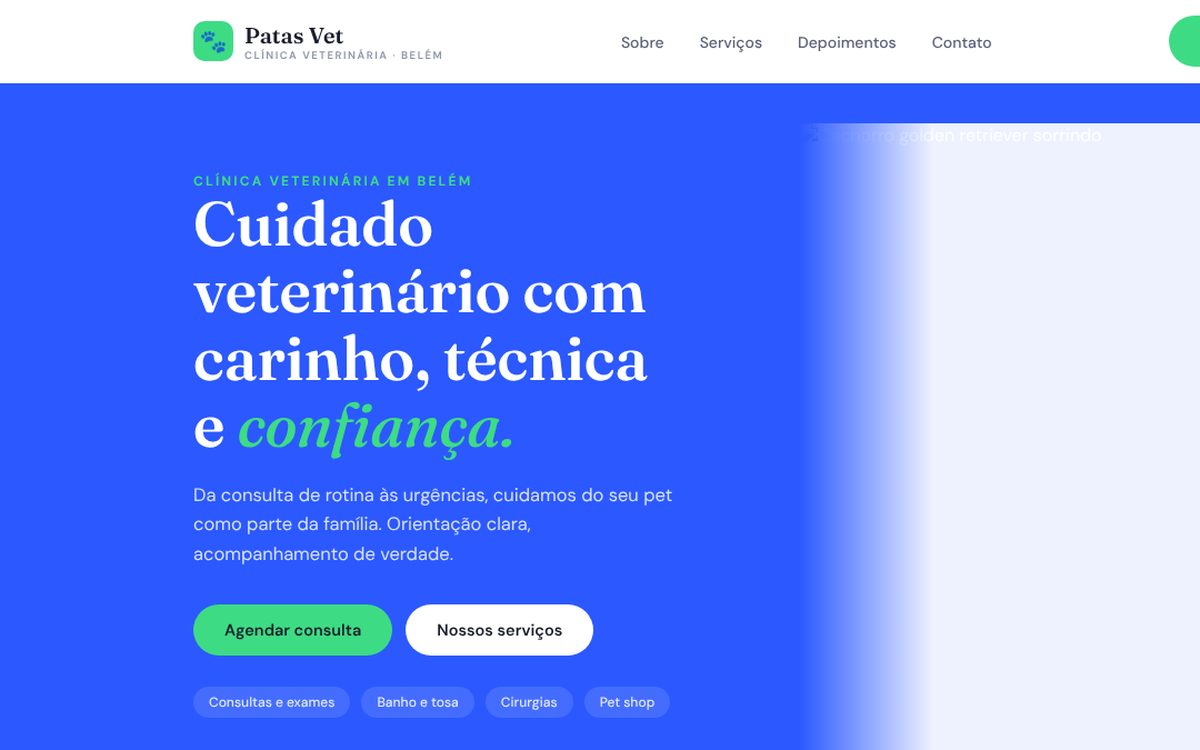 Patas Vet
CLÍNICA VETERINÁRIA · BELÉM
Sobre
Serviços
Depoimentos
Contato
golden retriever sorrindo
CLÍNICA VETERINÁRIA EM BELÉM
Cuidado
veterinário com
carinho, técnica
e confiança.
Da consulta de rotina às urgências, cuidamos do seu pet
como parte da família. Orientação clara,
acompanhamento de verdade.
Agendar consulta
Nossos serviços
Consultas e exames
Banho e tosa
Cirurgias
Pet shop